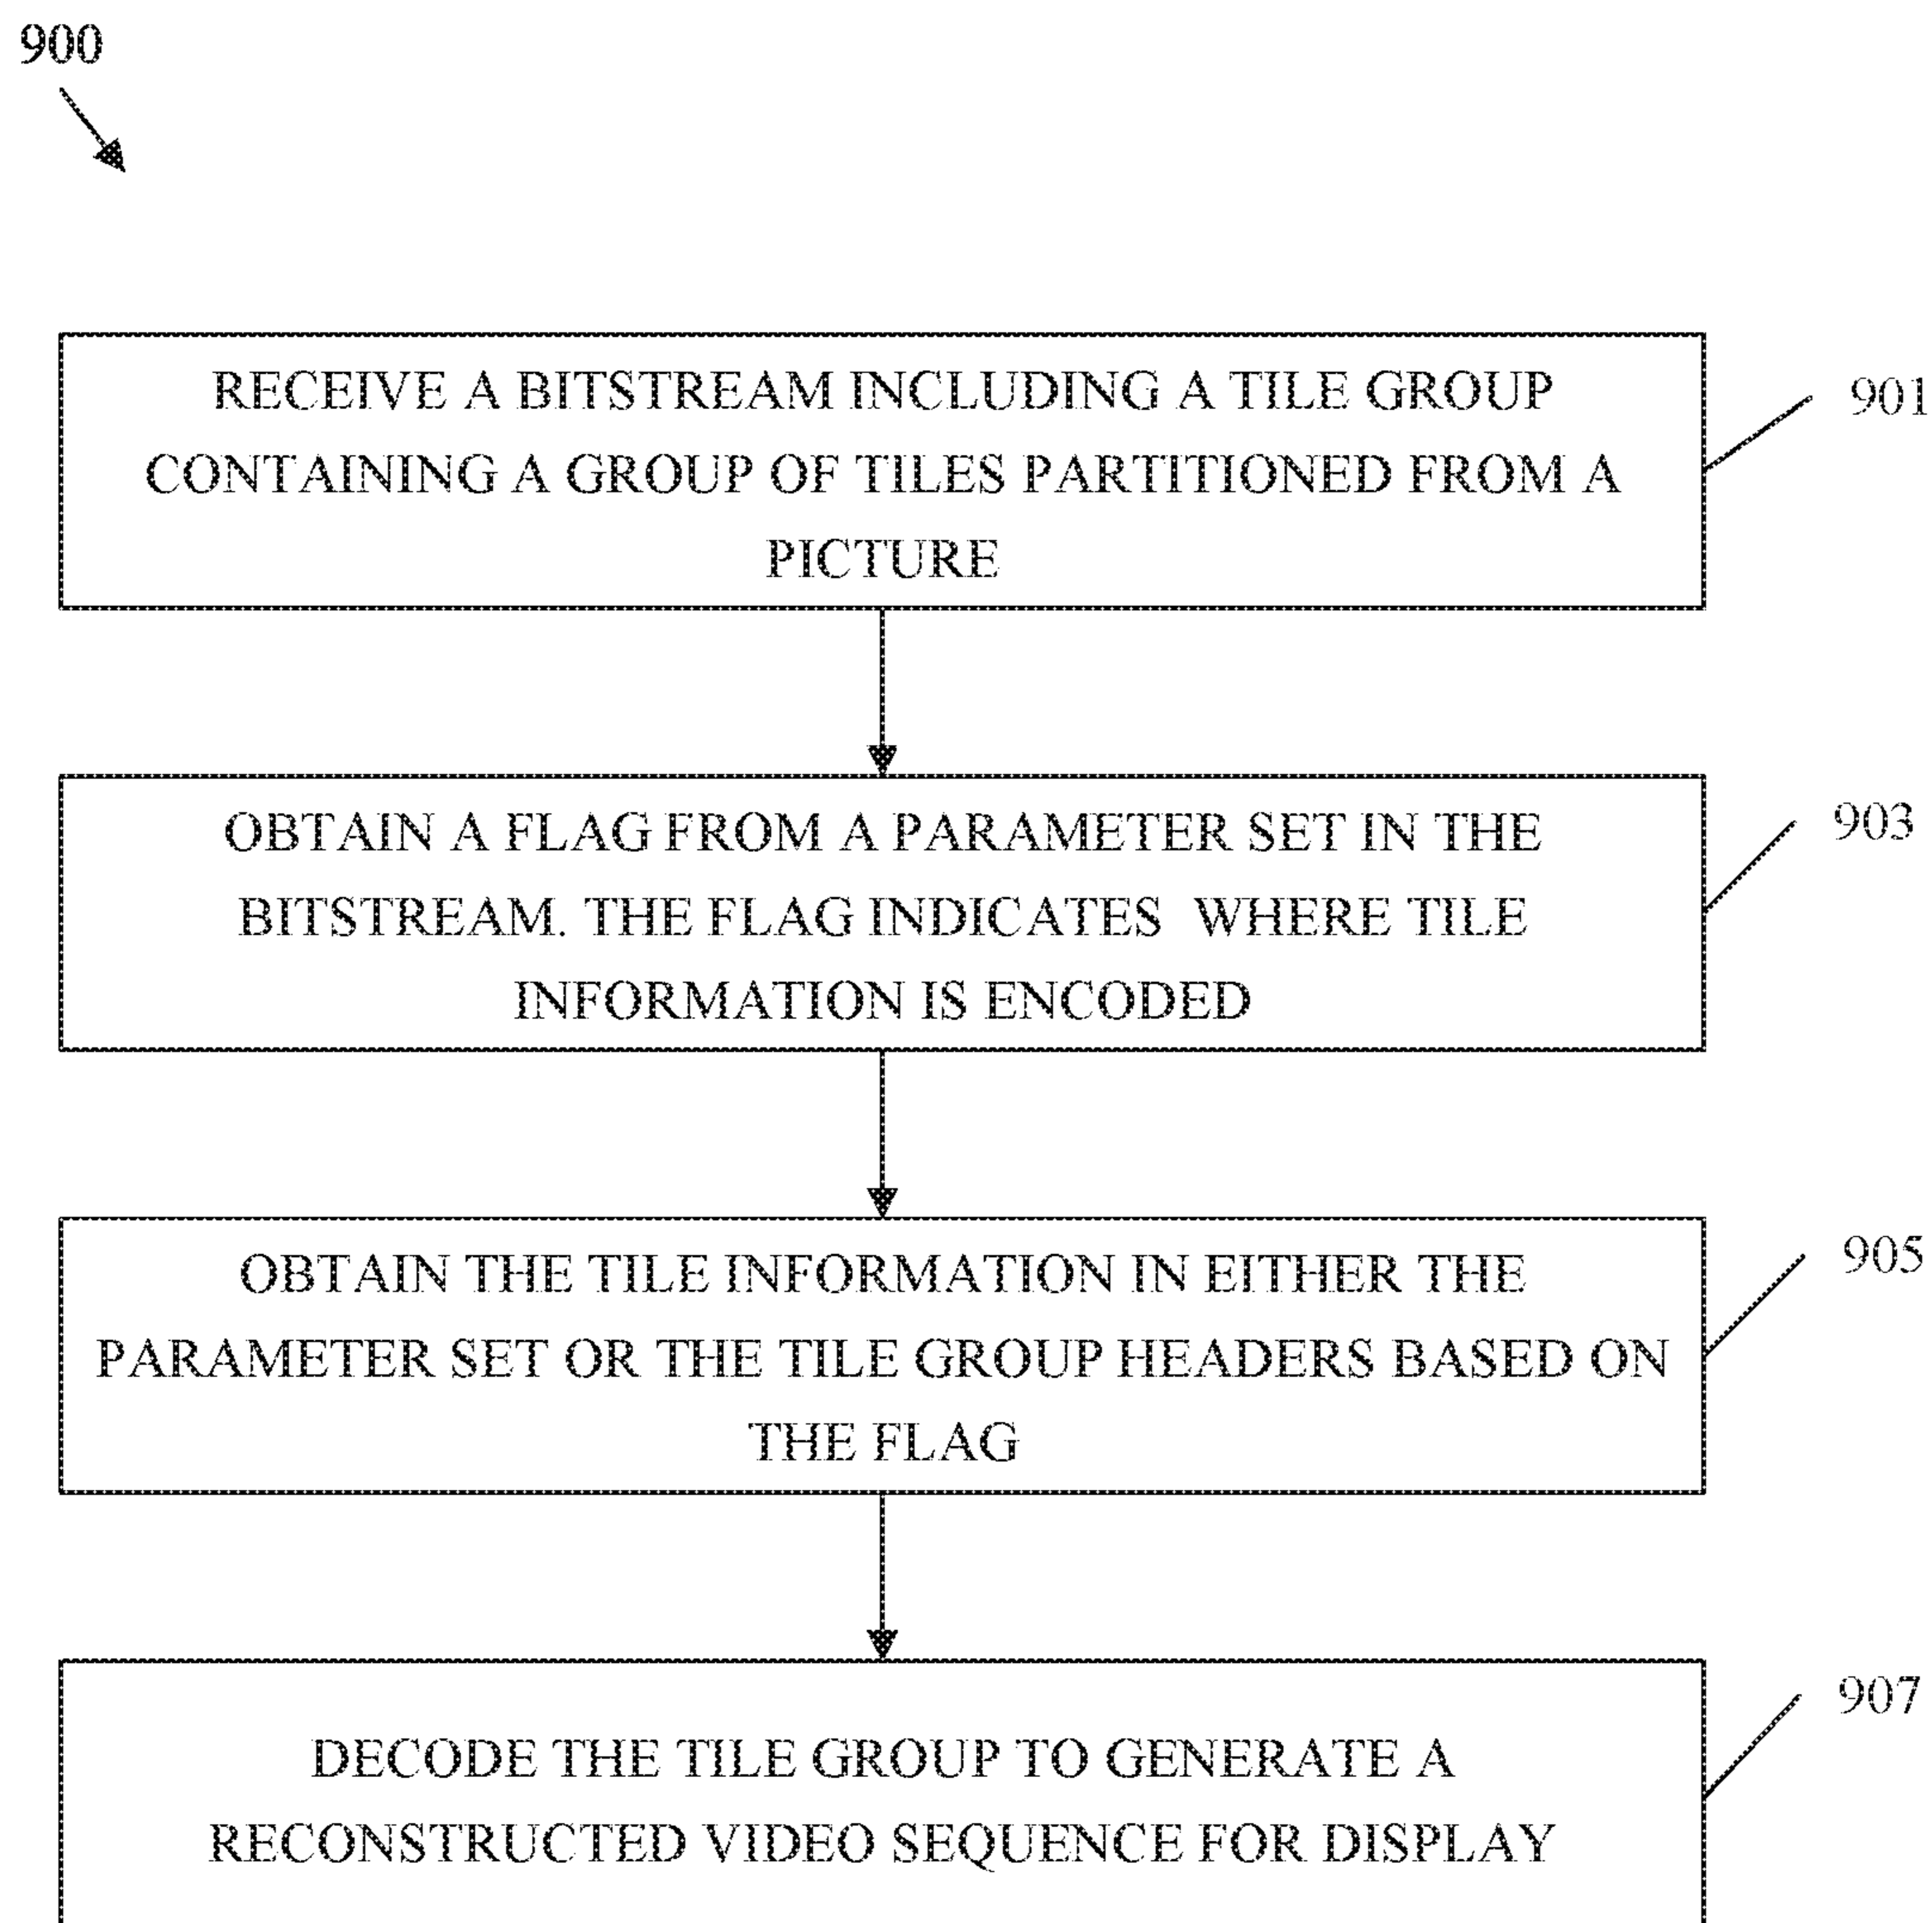 900
RECEIVE A BITSTREAM INCLUDING A TILE GROUP
CONTAINING A GROUP OF TILES PARTITIONED FROM A
PICTURE
901
OBTAIN A FLAG FROM A PARAMETER SET IN THE
BITSTREAM. THE FLAG INDICATES WHERE TILE
INFORMATION IS ENCODED
903
OBTAIN THE TILE INFORMATION IN EITHER THE
PARAMETER SET OR THE TILE GROUP HEADERS BASED ON
THE FLAG
905
DECODE THE TILE GROUP TO GENERATE A
RECONSTRUCTED VIDEO SEQUENCE FOR DISPLAY
907